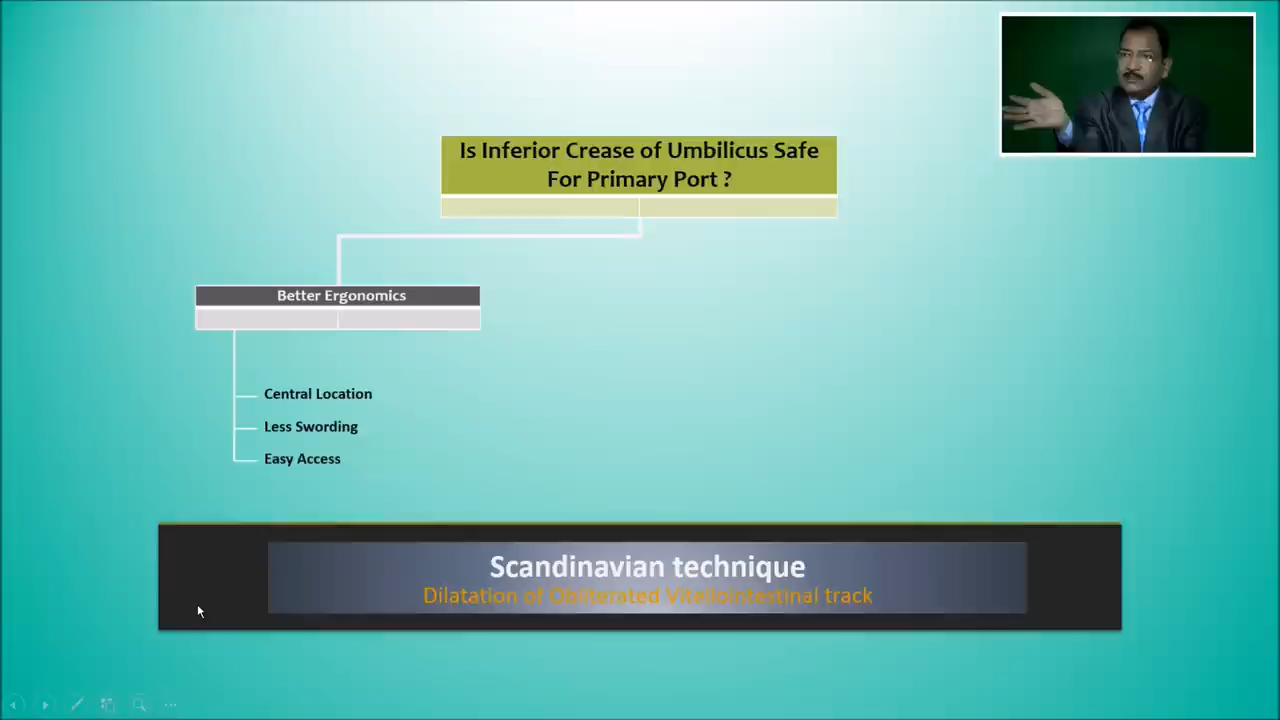 Is Inferior Crease of Umbilicus Safe
For Primary Port ?
Better Ergonomics
Central Location
Less Swording
Easy Access
Scandinavian technique
Dilatation of Obliterated Vitellointestinal track